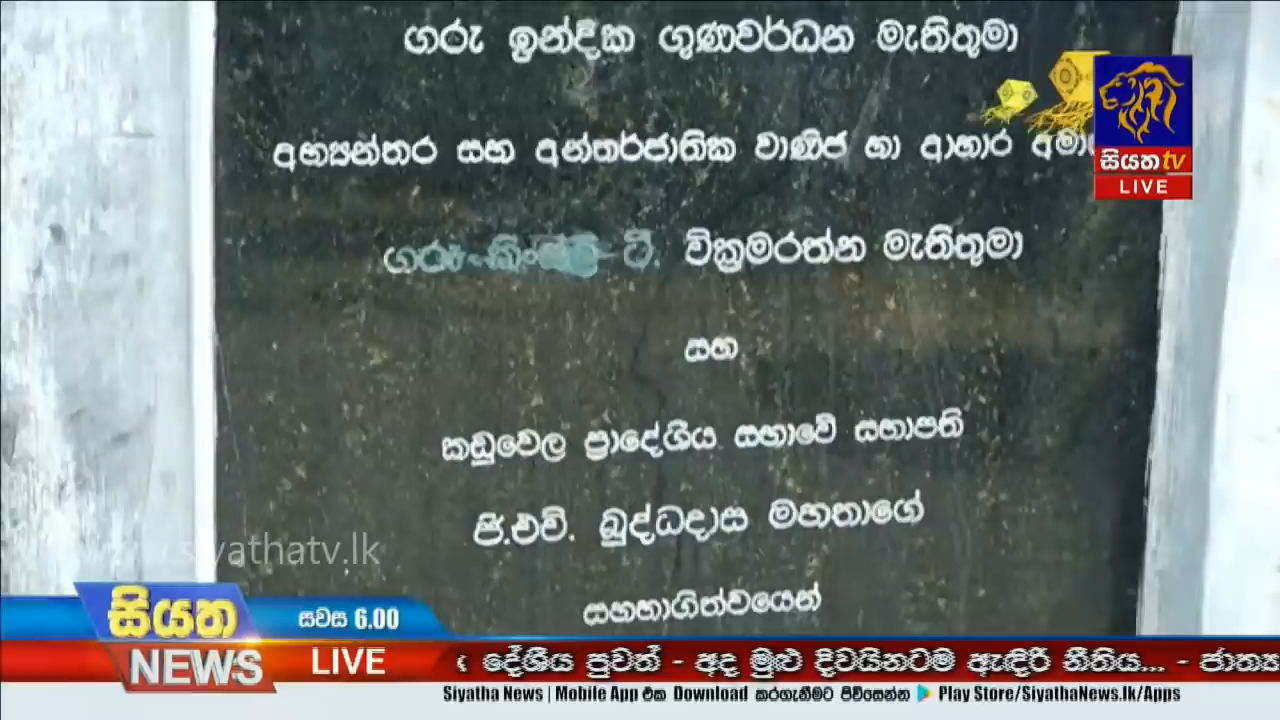 ගරු ඉන්දික ගුණවර්ධන මැතිතුමා
අභ්‍යන්තර සහ අන්තර්ජාතික වාණිජ හා ආහාර
ගරු ටී. වික්‍රමරත්න මැතිතුමා
සහ
කඩුවෙල ප්‍රාදේශීය සභාවේ සභාපති
ජී.එච්. බුද්ධදාස මහතාගේ
සහභාගිත්වයෙන්
සියත tv
LIVE
www.siyathatv.lk
සියත
NEWS
සවස 6.00
LIVE
දේශීය පුවත් - අද මුළු දිවයිනටම ඇඳිරි නීතිය... -
Siyatha News | Mobile App එක Download කරගැනීමට පිවිසෙන්න Play Store/SiyathaNews.lk/Apps